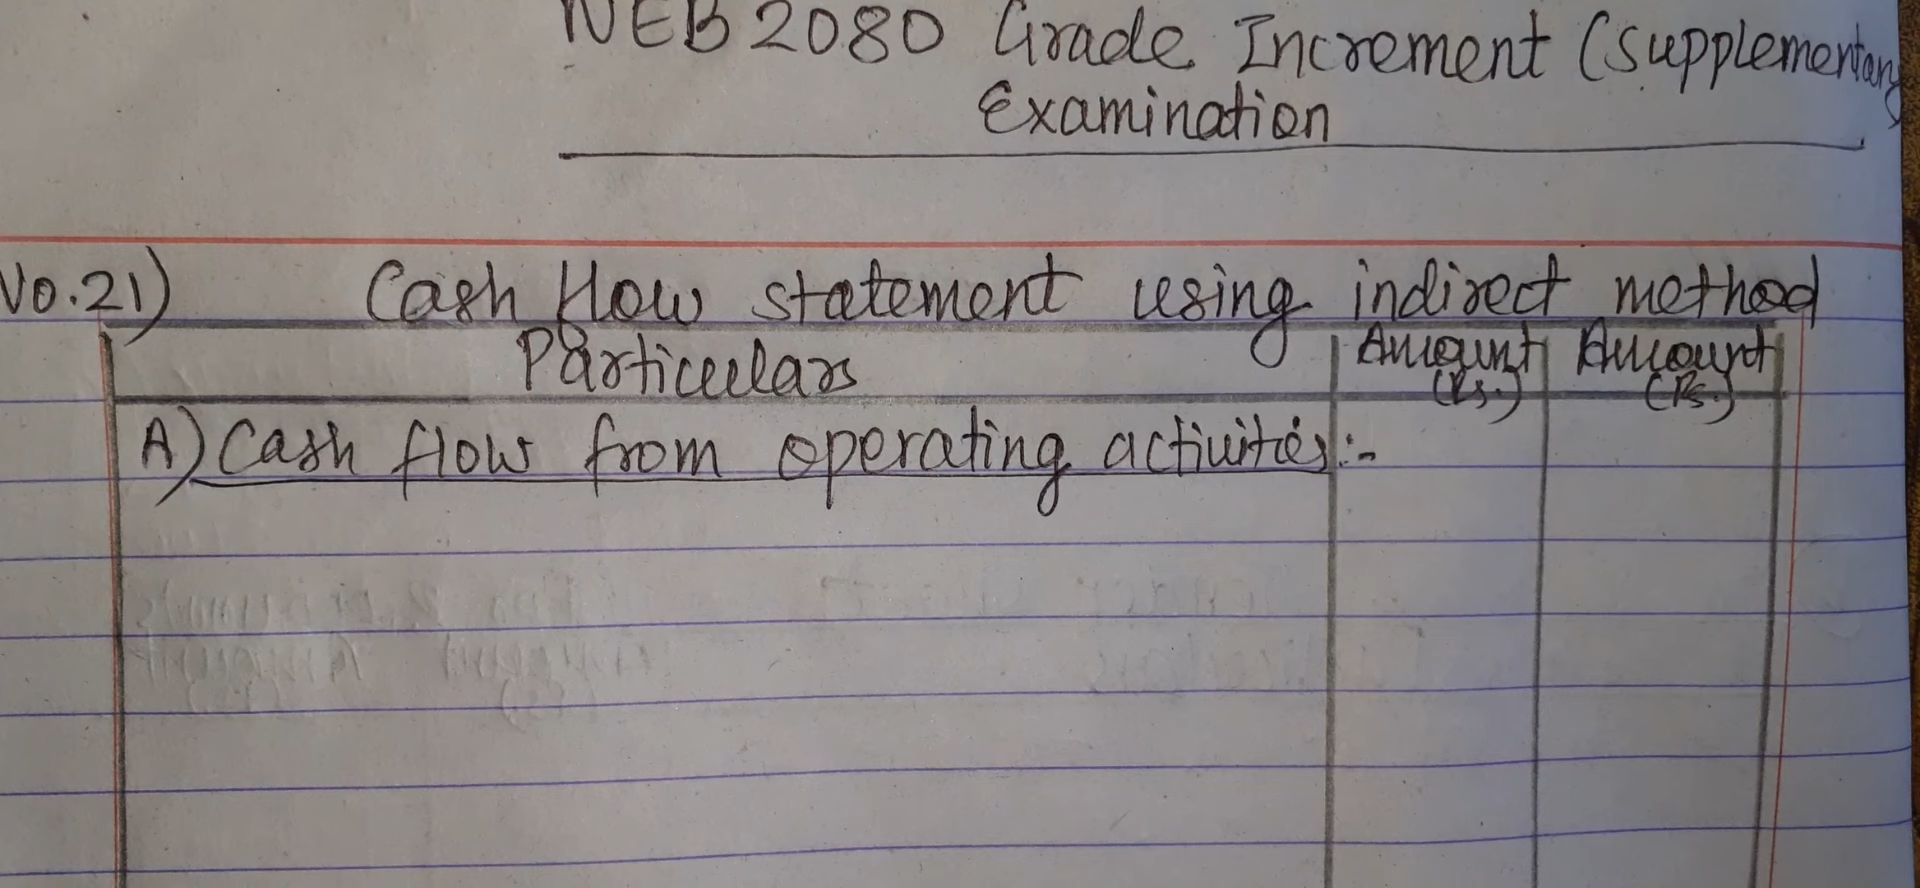 NEB 2080 Grade Increment (Supplementary
Examination
No.21) Cash flow statement using indirect method
Particulars Amount (Rs.) Amount (Rs.)
A) Cash flow from operating activities:-